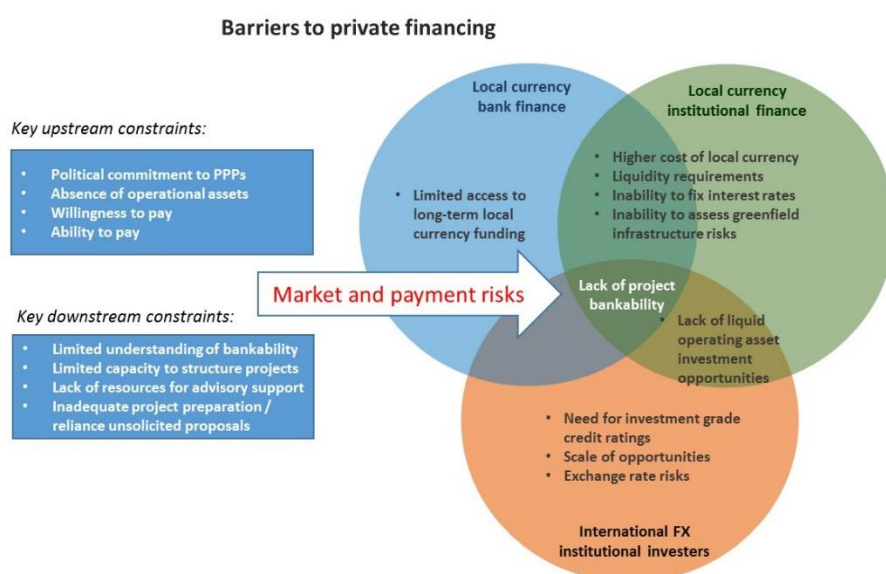 Barriers to private financing
Key upstream constraints:
• Political commitment to PPPs
• Absence of operational assets
• Willingness to pay
• Ability to pay
Key downstream constraints:
• Limited understanding of bankability
• Limited capacity to structure projects
• Lack of resources for advisory support
• Inadequate project preparation /
reliance unsolicited proposals
Market and payment risks
Local currency
bank finance
• Limited access to
long-term local
currency funding
Local currency
institutional finance
• Higher cost of local currency
• Liquidity requirements
• Inability to fix interest rates
• Inability to assess greenfield
infrastructure risks
Lack of project
bankability
• Lack of liquid
operating asset
investment
opportunities
• Need for investment grade
credit ratings
• Scale of opportunities
• Exchange rate risks
International FX
institutional investers